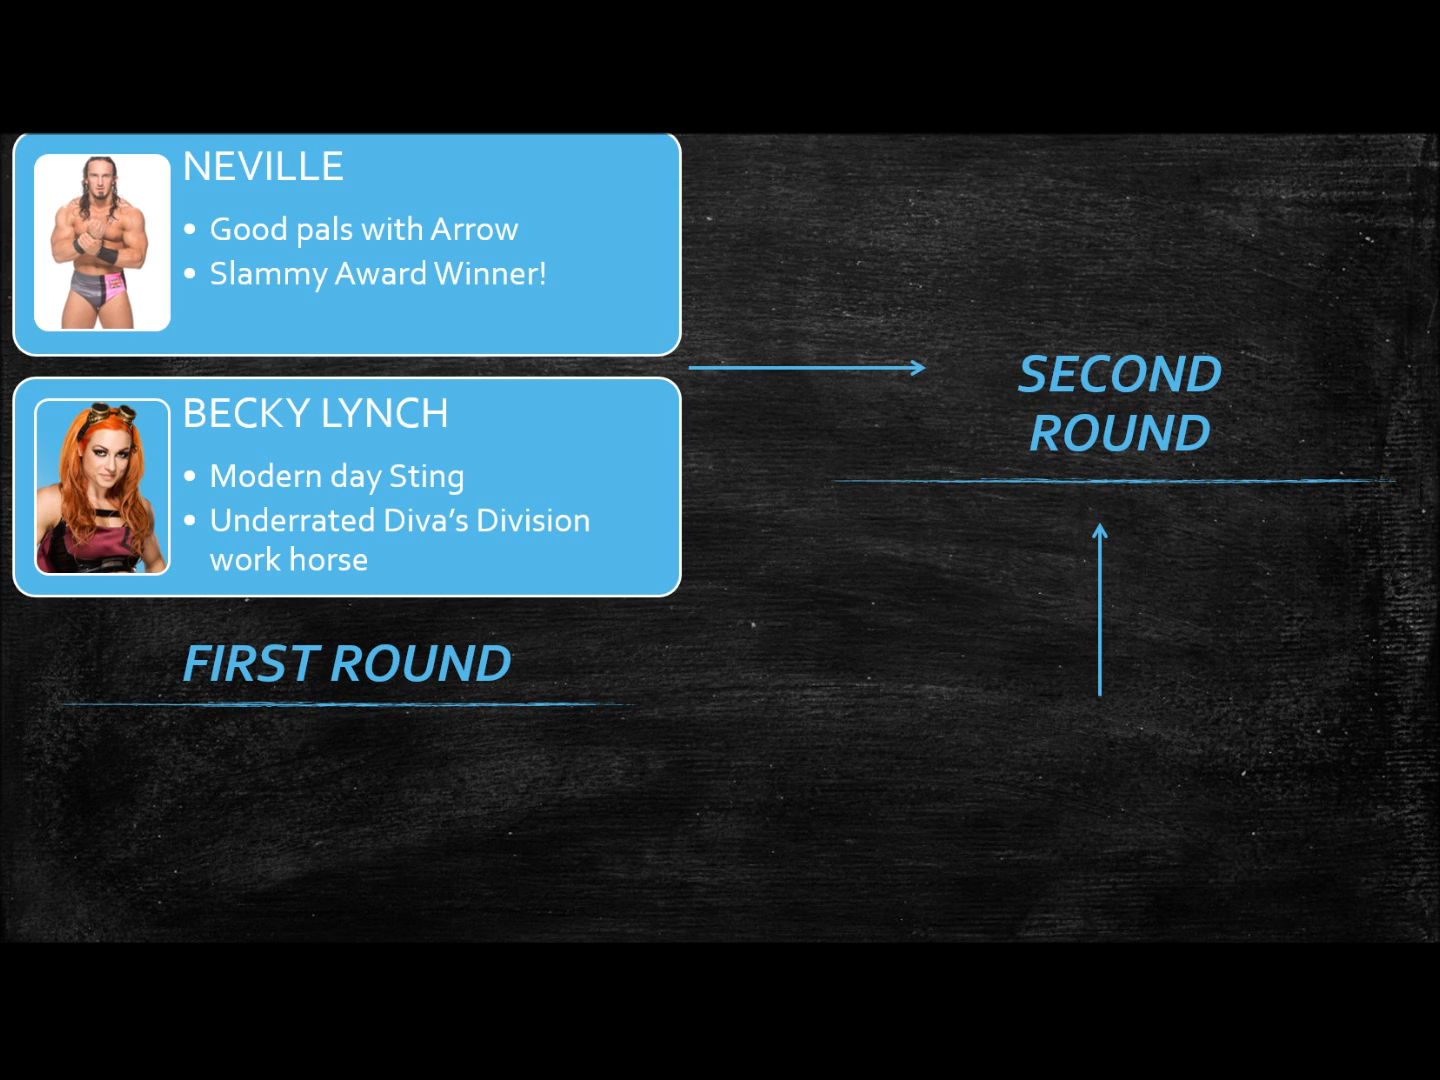 NEVILLE
• Good pals with Arrow
• Slammy Award Winner!
BECKY LYNCH
• Modern day Sting
• Underrated Diva’s Division
work horse
FIRST ROUND
SECOND
ROUND